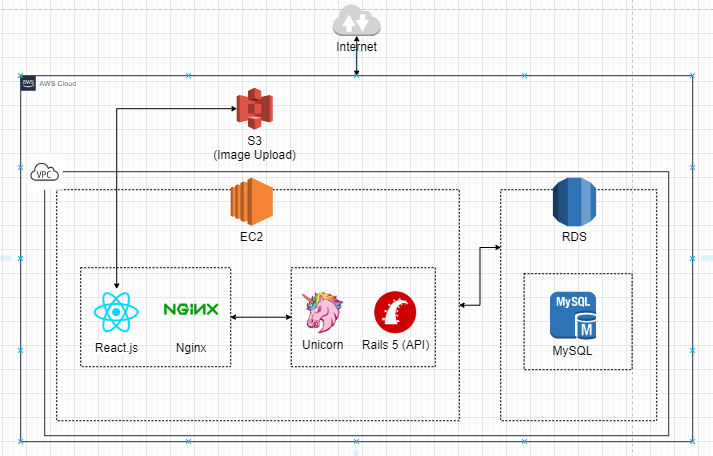 Internet
aws
AWS Cloud
S3
(Image Upload)
VPC
EC2
RDS
NGINX
MySQL
M
React.js
Nginx
Unicorn
Rails 5 (API)
MySQL